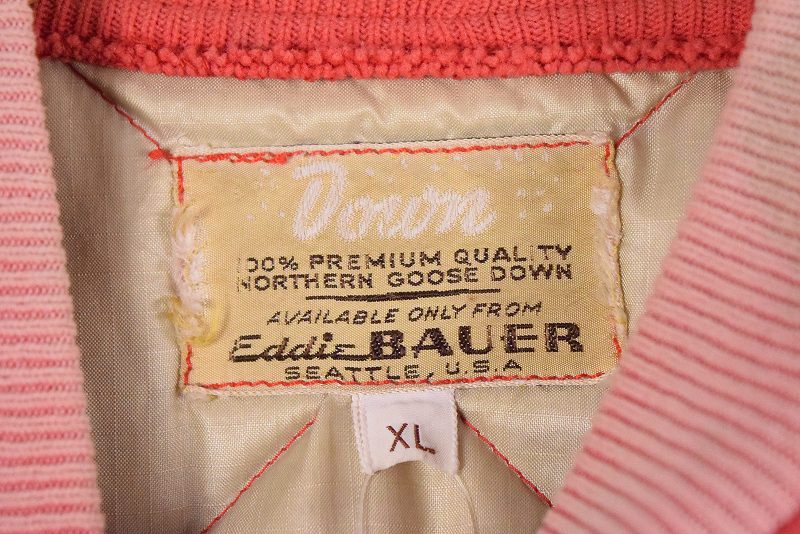 Down
100% PREMIUM QUALITY
NORTHERN GOOSE DOWN
AVAILABLE ONLY FROM
Eddie BAUER
SEATTLE, U.S.A
XL